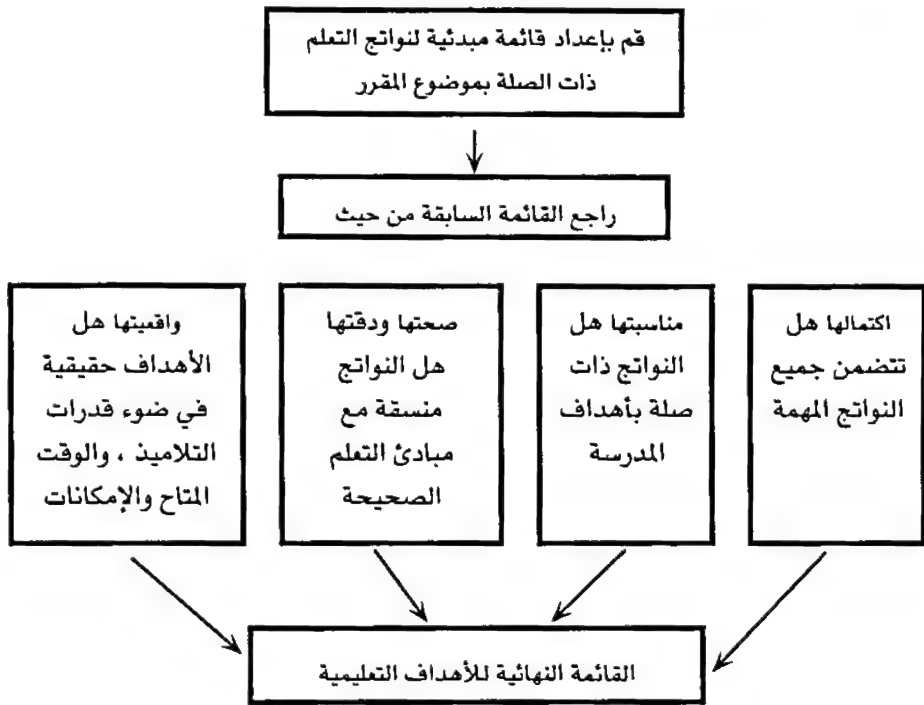 قم بإعداد قائمة مبدئية لنواتج التعلم
ذات الصلة بموضوع المقرر
راجع القائمة السابقة من حيث
اكتمالها هل
تتضمن جميع
النواتج المهمة
مناسبتها هل
النواتج ذات
صلة بأهداف
المدرسة
صحتها ودقتها
هل النواتج
منسقة مع
مبادئ التعلم
الصحيحة
واقعيتها هل
الأهداف حقيقية
في ضوء قدرات
التلاميذ ، والوقت
المتاح والإمكانات
القائمة النهائية للأهداف التعليمية